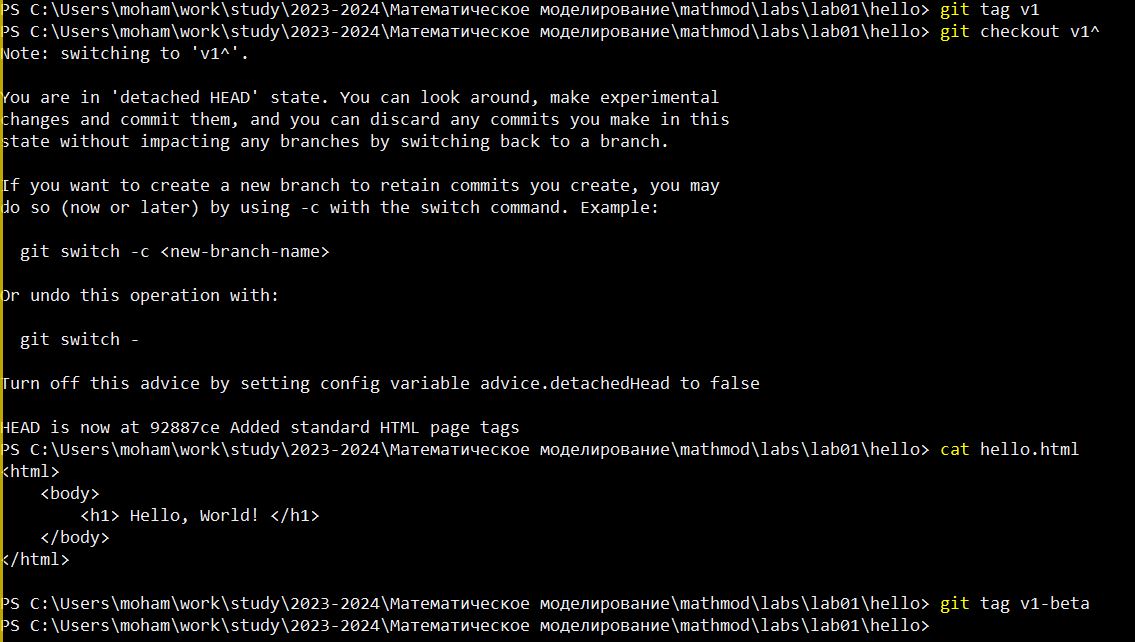 PS C:\Users\moham\work\study\2023-2024\Математическое моделирование\mathmod\labs\lab01\hello> git tag v1
PS C:\Users\moham\work\study\2023-2024\Математическое моделирование\mathmod\labs\lab01\hello> git checkout v1^
Note: switching to 'v1^'.
You are in 'detached HEAD' state. You can look around, make experimental
changes and commit them, and you can discard any commits you make in this
state without impacting any branches by switching back to a branch.
If you want to create a new branch to retain commits you create, you may
do so (now or later) by using -c with the switch command. Example:
git switch -c <new-branch-name>
Or undo this operation with:
git switch -
Turn off this advice by setting config variable advice.detachedHead to false
HEAD is now at 92887ce Added standard HTML page tags
PS C:\Users\moham\work\study\2023-2024\Математическое моделирование\mathmod\labs\lab01\hello> cat hello.html
<html>
<body>
<h1> Hello, World! </h1>
</body>
</html>
PS C:\Users\moham\work\study\2023-2024\Математическое моделирование\mathmod\labs\lab01\hello> git tag v1-beta
PS C:\Users\moham\work\study\2023-2024\Математическое моделирование\mathmod\labs\lab01\hello>